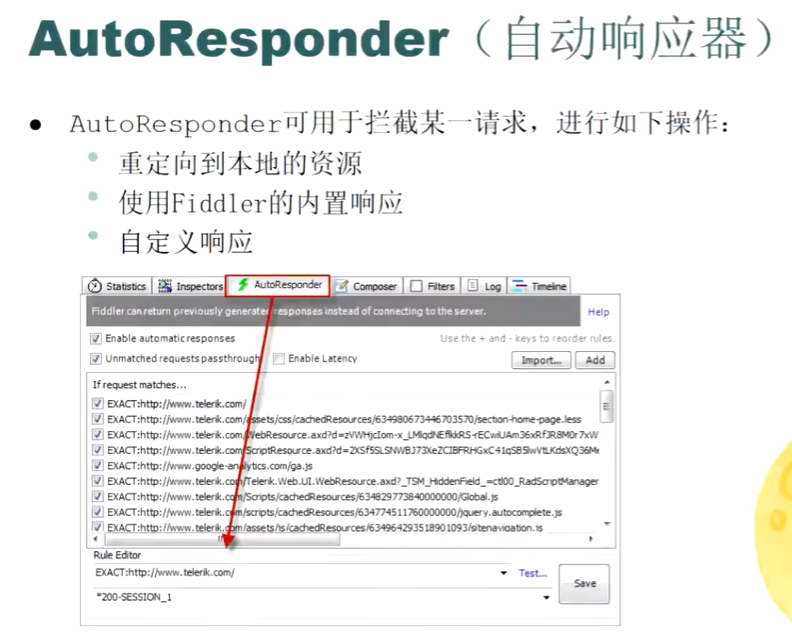 AutoResponder（自动响应器）
AutoResponder可用于拦截某一请求，进行如下操作：
重定向到本地的资源
使用Fiddler的内置响应
自定义响应
Statistics Inspectors AutoResponder Composer Filters Log Timeline
Fiddler can return previously generated responses instead of connecting to the server. Help
Enable automatic responses Use the + and - keys to reorder rules.
Unmatched requests passthrough Enable Latency Import... Add
If request matches...
EXACT:http://www.telerik.com/
EXACT:http://www.telerik.com/assets/css/cachedResources/634980673446703570/section-home-page.less
EXACT:http://www.telerik.com/WebResource.axd?d=zVWHjcIom-x_LMlqdNEfkkRS-rECwiUAm36xRfJR8M0r7xW
EXACT:http://www.telerik.com/ScriptResource.axd?d=2XSf5SLSNWBJ73XeZCIBFRHGxC41qSB5lwVtLKdsXQ36Me
EXACT:http://www.google-analytics.com/ga.js
EXACT:http://www.telerik.com/Telerik.Web.UI.WebResource.axd?_TSM_HiddenField_=ctl00_RadScriptManager
EXACT:http://www.telerik.com/Scripts/cachedResources/634829773840000000/Global.js
EXACT:http://www.telerik.com/scripts/cachedResources/634774511760000000/jquery.autocomplete.js
EXACT:http://www.telerik.com/assets/js/cachedResources/634964293518901093/sitenavigation.js
Rule Editor
EXACT:http://www.telerik.com/ Test... Save
*200-SESSION_1